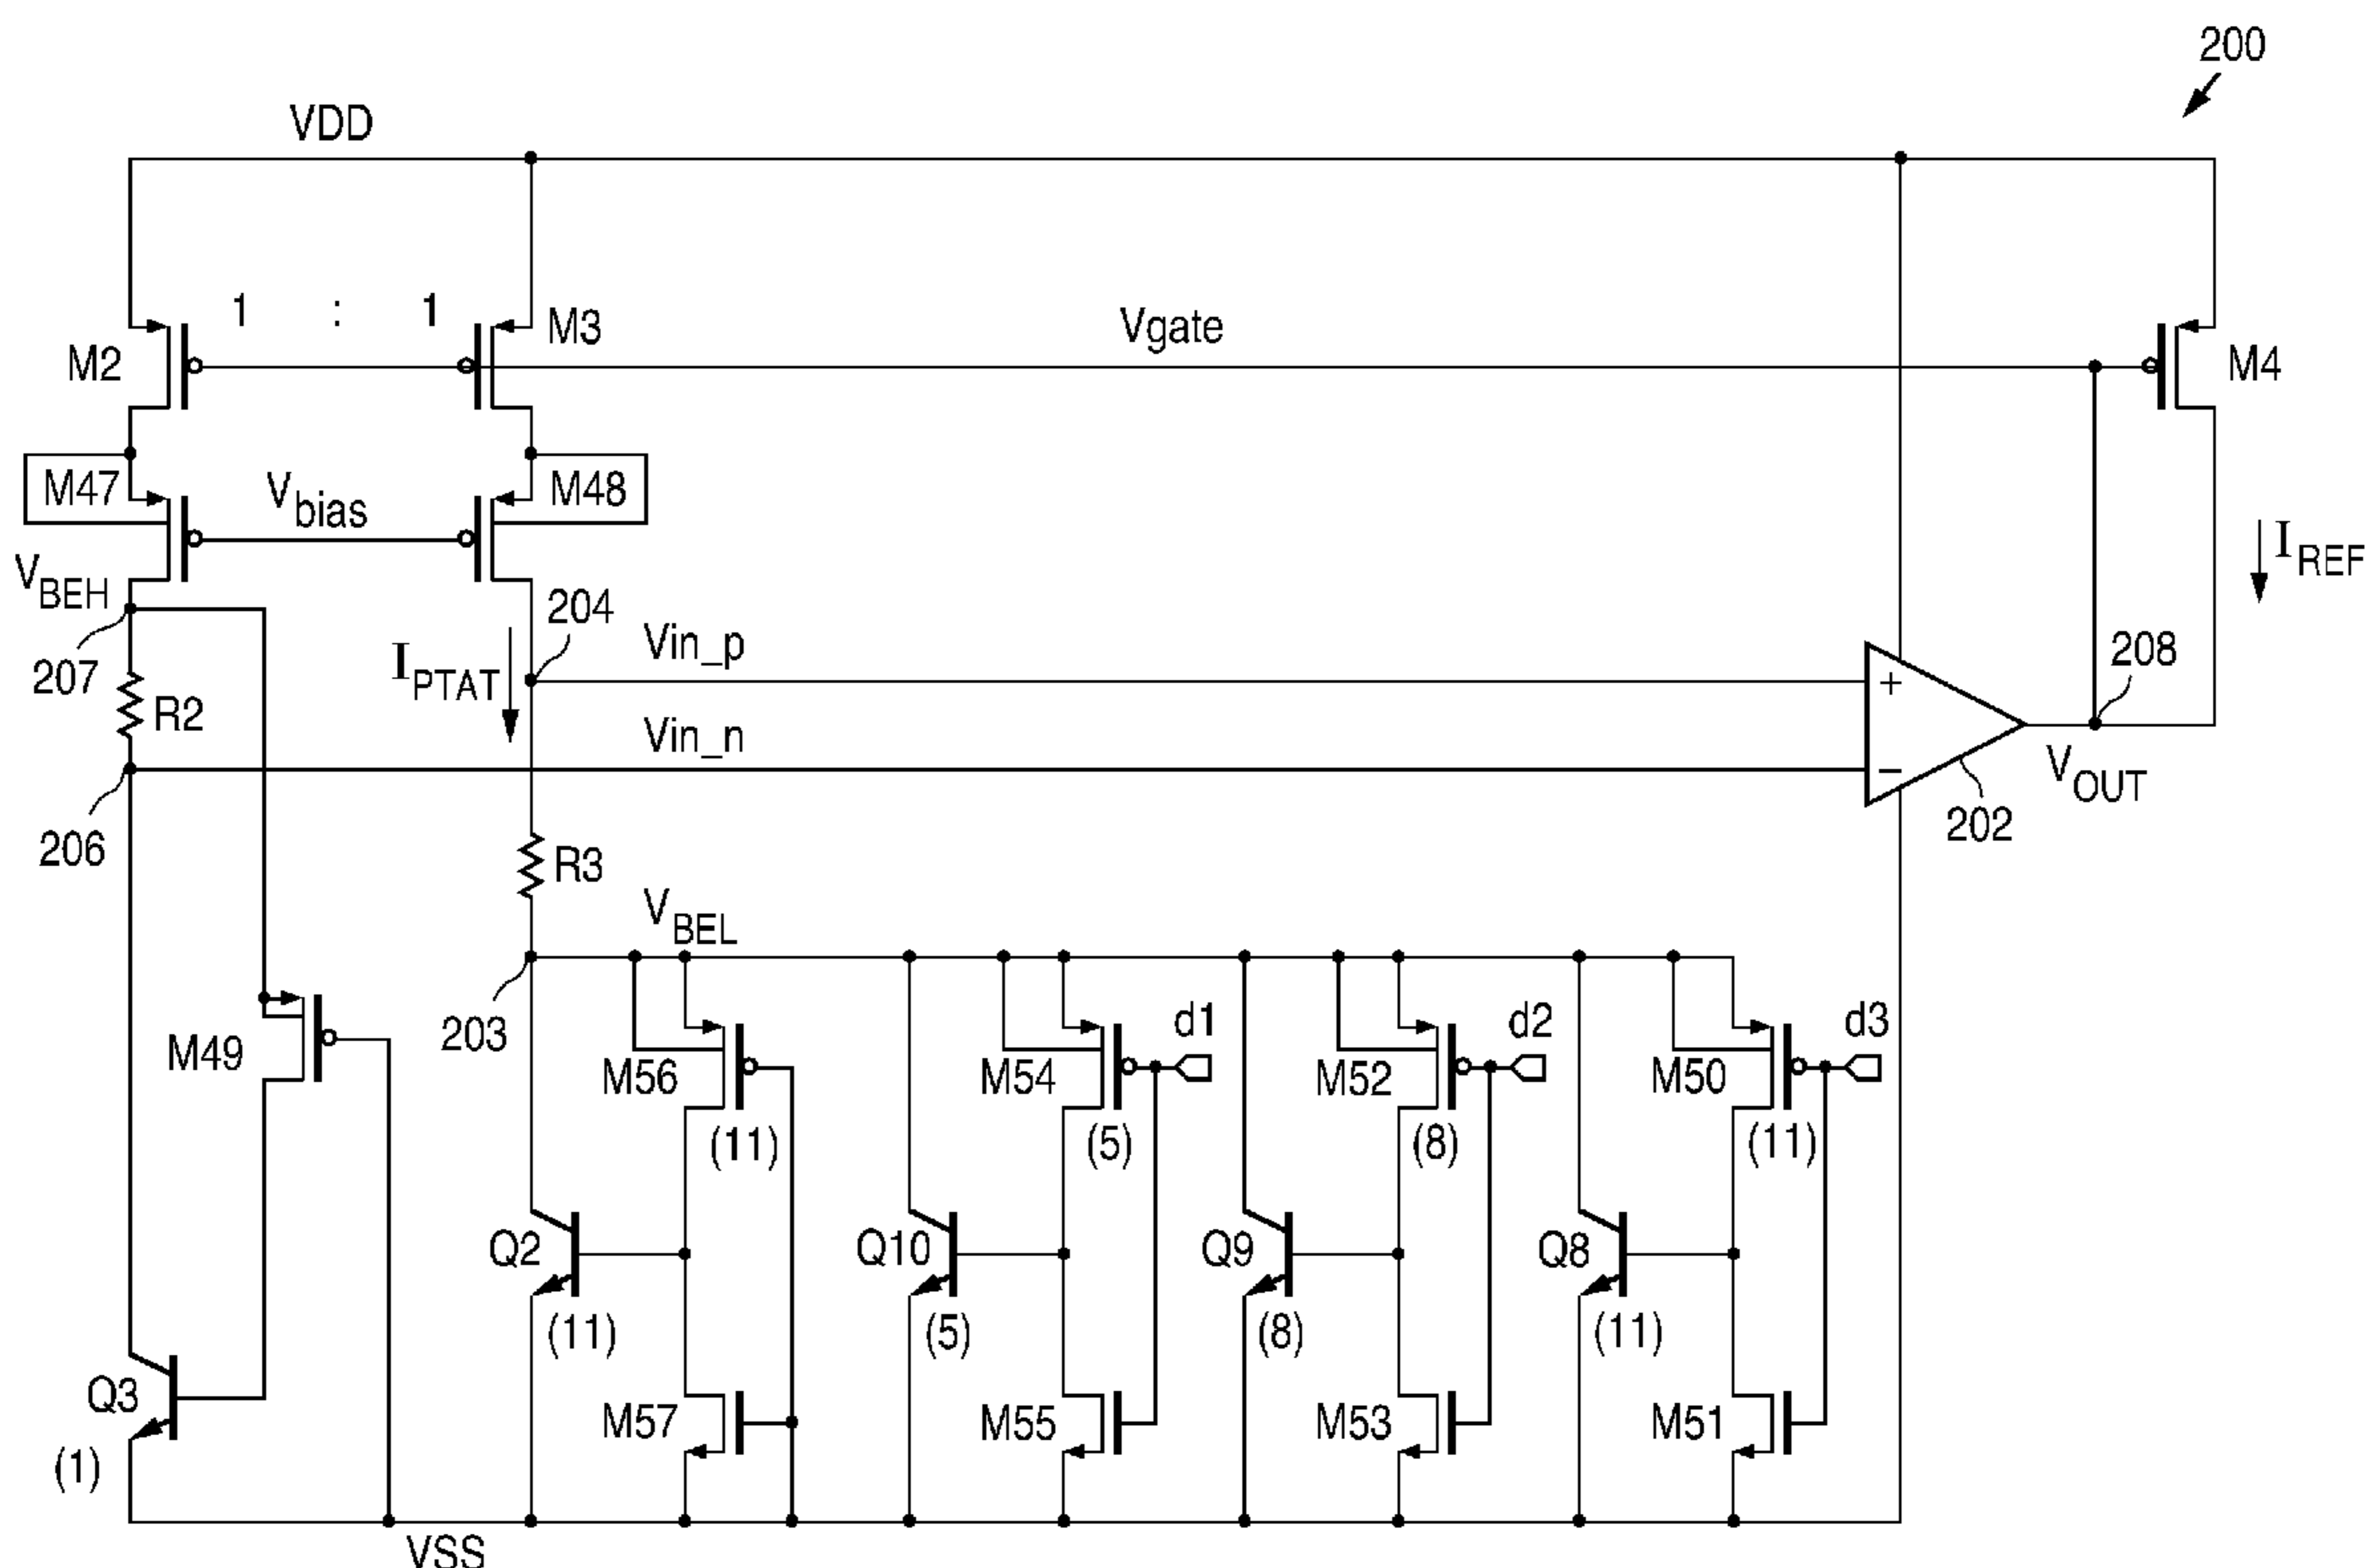 200
VDD
1 : 1
M3
Vgate
M2
M4
M47
Vbias
M48
VBEH
204
IREF
207
IPTAT
Vin_p
+
208
R2
Vin_n
−
VOUT
206
202
R3
VBEL
203
d1
d2
d3
M49
M56
M54
M52
M50
(11)
(5)
(8)
(11)
Q2
Q10
Q9
Q8
(11)
(5)
(8)
(11)
Q3
M57
M55
M53
M51
(1)
VSS